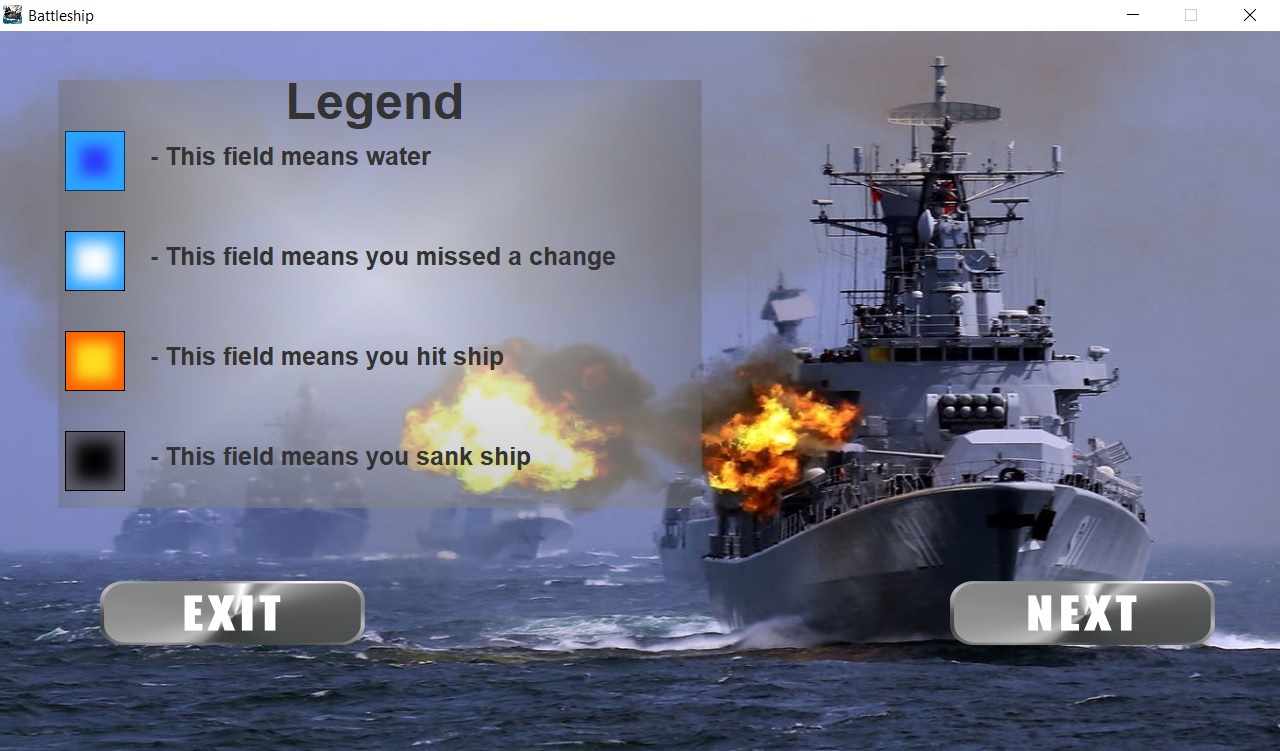 Battleship
Legend
- This field means water
- This field means you missed a change
- This field means you hit ship
- This field means you sank ship
EXIT
NEXT